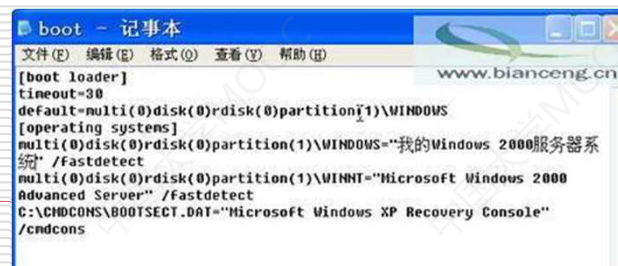 boot - 记事本
文件(F) 编辑(E) 格式(O) 查看(V) 帮助(H)
www.bianceng.cn
[boot loader]
timeout=30
default=multi(0)disk(0)rdisk(0)partition(1)\WINDOWS
[operating systems]
multi(0)disk(0)rdisk(0)partition(1)\WINDOWS="我的Windows 2000服务器系
统" /fastdetect
multi(0)disk(0)rdisk(0)partition(1)\WINNT="Microsoft Windows 2000
Advanced Server" /fastdetect
C:\CMDCONS\BOOTSECT.DAT="Microsoft Windows XP Recovery Console"
/cmdcons